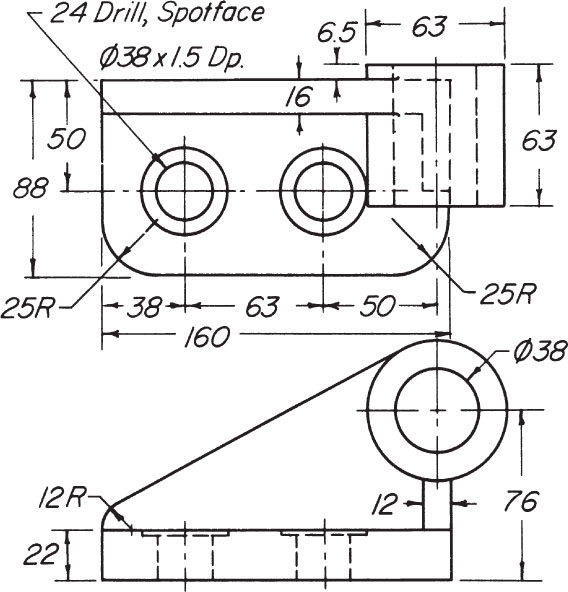 24 Drill, Spotface
Ø38 x 1.5 Dp.
6.5
63
16
50
88
63
25R
38
63
50
25R
160
Ø38
12R
12
76
22